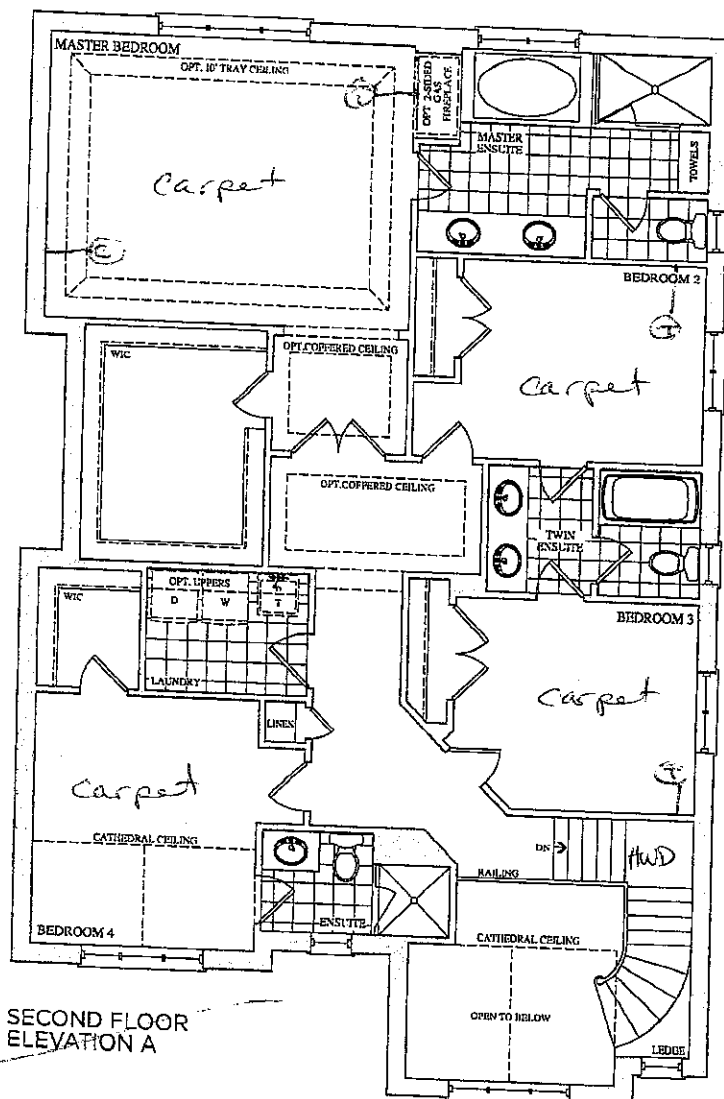 MASTER BEDROOM
OPT. 10' TRAY CEILING
OPT 2-SIDED
GAS
FIREPLACE
MASTER
ENSUITE
TOWELS
carpet
C
BEDROOM 2
T
carpet
WIC
OPT.COFFERED CEILING
OPT.COFFERED CEILING
TWIN
ENSUITE
OPT. UPPERS
D
W
T
WIC
LAUNDRY
BEDROOM 3
carpet
LINEN
carpet
CATHEDRAL CEILING
DN
HWD
RAILING
BEDROOM 4
ENSUITE
CATHEDRAL CEILING
OPEN TO BELOW
LEDGE
SECOND FLOOR
ELEVATION A